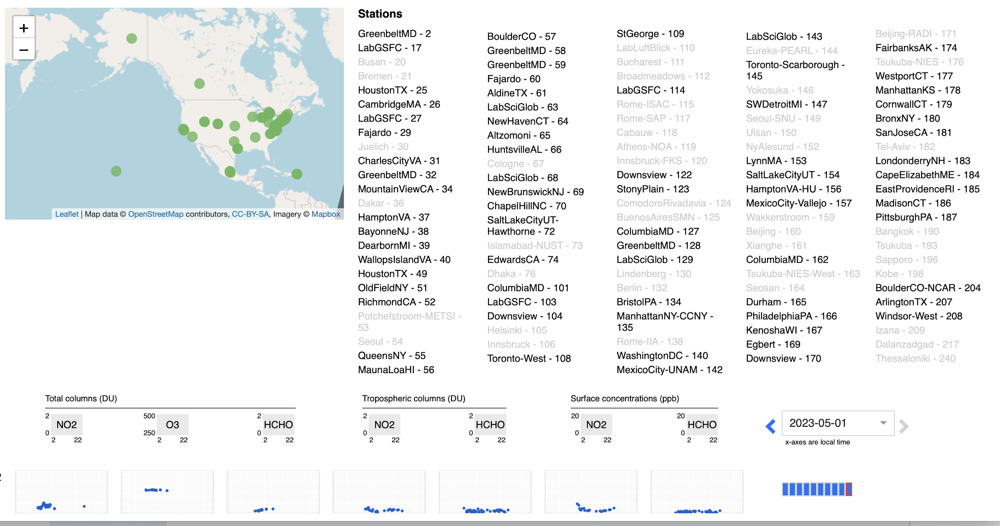 +
−
Leaflet | Map data © OpenStreetMap contributors, CC-BY-SA, Imagery © Mapbox
Stations
GreenbeltMD - 2
LabGSFC - 17
Busan - 20
Bremen - 21
HoustonTX - 25
CambridgeMA - 26
LabGSFC - 27
Fajardo - 29
Juelich - 30
CharlesCityVA - 31
GreenbeltMD - 32
MountainViewCA - 34
Dakar - 36
HamptonVA - 37
BayonneNJ - 38
DearbornMI - 39
WallopsIslandVA - 40
HoustonTX - 49
OldFieldNY - 51
RichmondCA - 52
Potchefstroom-METSI -
53
Seoul - 54
QueensNY - 55
MaunaLoaHI - 56
BoulderCO - 57
GreenbeltMD - 58
GreenbeltMD - 59
Fajardo - 60
AldineTX - 61
LabSciGlob - 63
NewHavenCT - 64
Altzomoni - 65
HuntsvilleAL - 66
Cologne - 67
LabSciGlob - 68
NewBrunswickNJ - 69
ChapelHillNC - 70
SaltLakeCityUT-
Hawthorne - 72
Islamabad-NUST - 73
EdwardsCA - 74
Dhaka - 76
ColumbiaMD - 101
LabGSFC - 103
Downsview - 104
Helsinki - 105
Innsbruck - 106
Toronto-West - 108
StGeorge - 109
LabLuftBlick - 110
Bucharest - 111
Broadmeadows - 112
LabGSFC - 114
Rome-ISAC - 115
Rome-SAP - 117
Cabauw - 118
Athens-NOA - 119
Innsbruck-FKS - 120
Downsview - 122
StonyPlain - 123
ComodoroRivadavia - 124
BuenosAiresSMN - 125
ColumbiaMD - 127
GreenbeltMD - 128
LabSciGlob - 129
Lindenberg - 130
Berlin - 132
BristolPA - 134
ManhattanNY-CCNY -
135
Rome-IIA - 138
WashingtonDC - 140
MexicoCity-UNAM - 142
LabSciGlob - 143
Eureka-PEARL - 144
Toronto-Scarborough -
145
Yokosuka - 146
SWDetroitMI - 147
Seoul-SNU - 149
Ulsan - 150
NyAlesund - 152
LynnMA - 153
SaltLakeCityUT - 154
HamptonVA-HU - 156
MexicoCity-Vallejo - 157
Wakkerstroom - 159
Beijing - 160
Xianghe - 161
ColumbiaMD - 162
Tsukuba-NIES-West - 163
Seosan - 164
Durham - 165
PhiladelphiaPA - 166
KenoshaWI - 167
Egbert - 169
Downsview - 170
Beijing-RADI - 171
FairbanksAK - 174
Tsukuba-NIES - 176
WestportCT - 177
ManhattanKS - 178
CornwallCT - 179
BronxNY - 180
SanJoseCA - 181
Tel-Aviv - 182
LondonderryNH - 183
CapeElizabethME - 184
EastProvidenceRI - 185
MadisonCT - 186
PittsburghPA - 187
Bangkok - 190
Tsukuba - 193
Sapporo - 196
Kobe - 198
BoulderCO-NCAR - 204
ArlingtonTX - 207
Windsor-West - 208
Izana - 209
Dalanzadgad - 217
Thessaloniki - 240
Total columns (DU)
2 NO2 500 O3 2 HCHO
0 250 0
2 22 2 22 2 22
Tropospheric columns (DU)
2 NO2 2 HCHO
0 0
2 22 2 22
Surface concentrations (ppb)
20 NO2 20 HCHO
0 0
2 22 2 22
2023-05-01
x-axes are local time